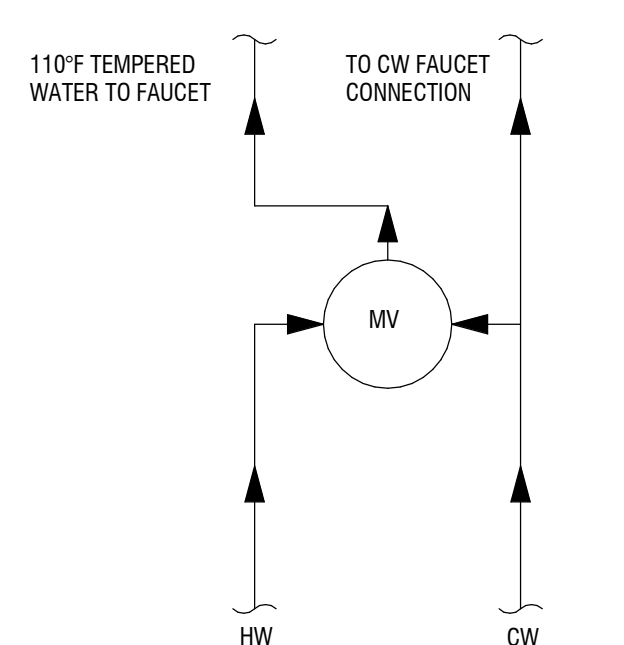 110°F TEMPERED
WATER TO FAUCET
TO CW FAUCET
CONNECTION
MV
HW
CW